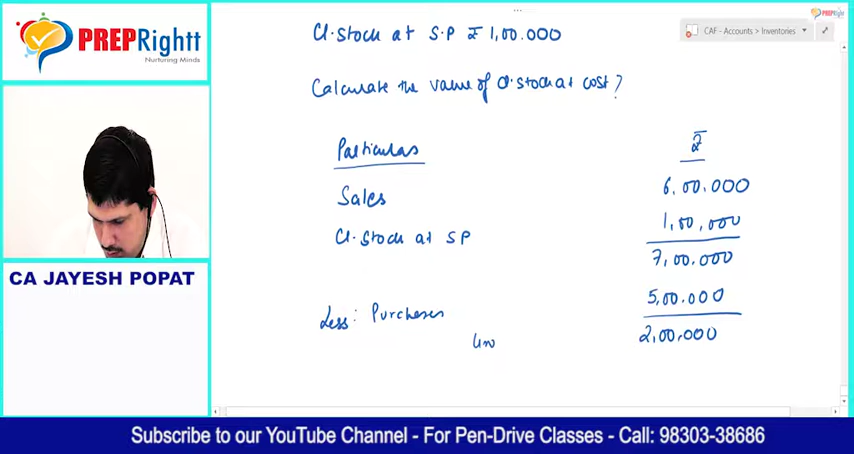 PREPRightt
Nurturing Minds
CAF - Accounts > Inventories
PREPRightt
Cl. Stock at S.P ₹ 1,00.000
Calculate the value of Cl. stock at cost?
Particulars ₹
Sales 6,00.000
Cl. Stock at SP 1,00,000
7,00.000
Less: Purchases 5,00.000
2,00.000
CA JAYESH POPAT
Subscribe to our YouTube Channel - For Pen-Drive Classes - Call: 98303-38686